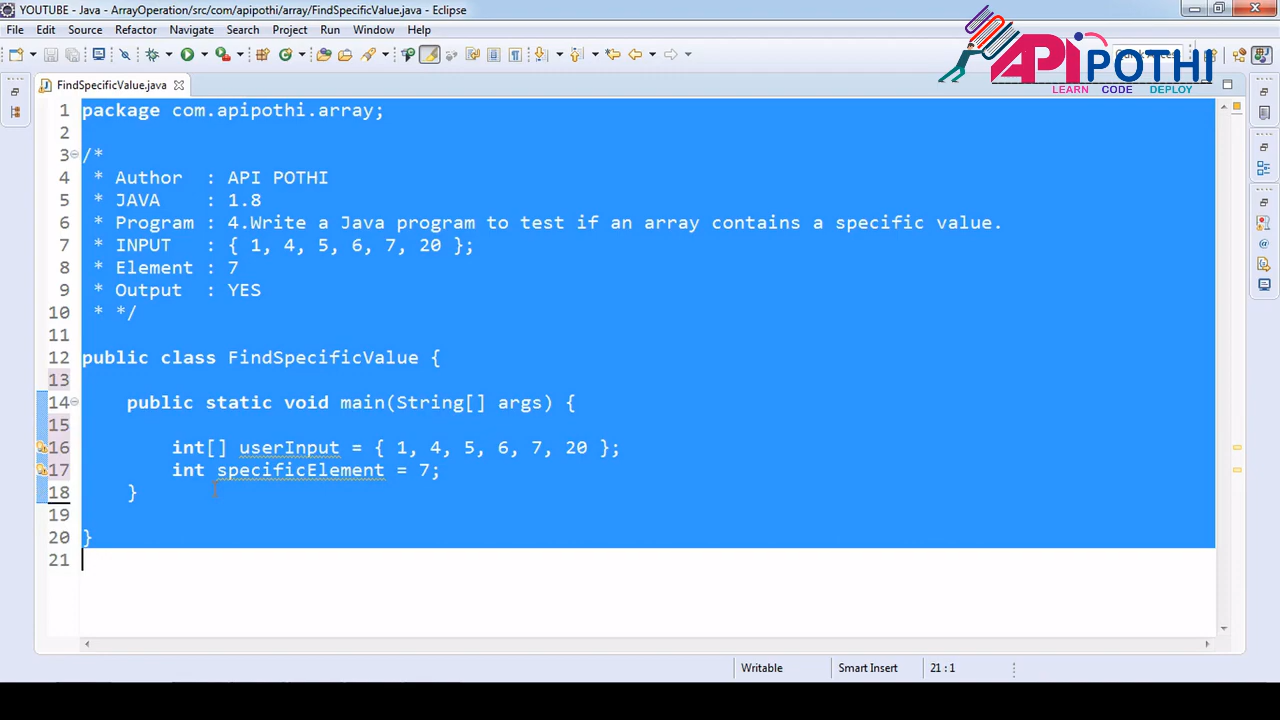 YOUTUBE - Java - ArrayOperation/src/com/apipothi/array/FindSpecificValue.java - Eclipse
File Edit Source Refactor Navigate Search Project Run Window Help
API POTHI
LEARN CODE DEPLOY
FindSpecificValue.java
1 package com.apipothi.array;
2
3 /*
4 * Author : API POTHI
5 * JAVA : 1.8
6 * Program : 4.Write a Java program to test if an array contains a specific value.
7 * INPUT : { 1, 4, 5, 6, 7, 20 };
8 * Element : 7
9 * Output : YES
10 * */
11
12 public class FindSpecificValue {
13
14 public static void main(String[] args) {
15
16 int[] userInput = { 1, 4, 5, 6, 7, 20 };
17 int specificElement = 7;
18 }
19
20 }
21
Writable Smart Insert 21 : 1